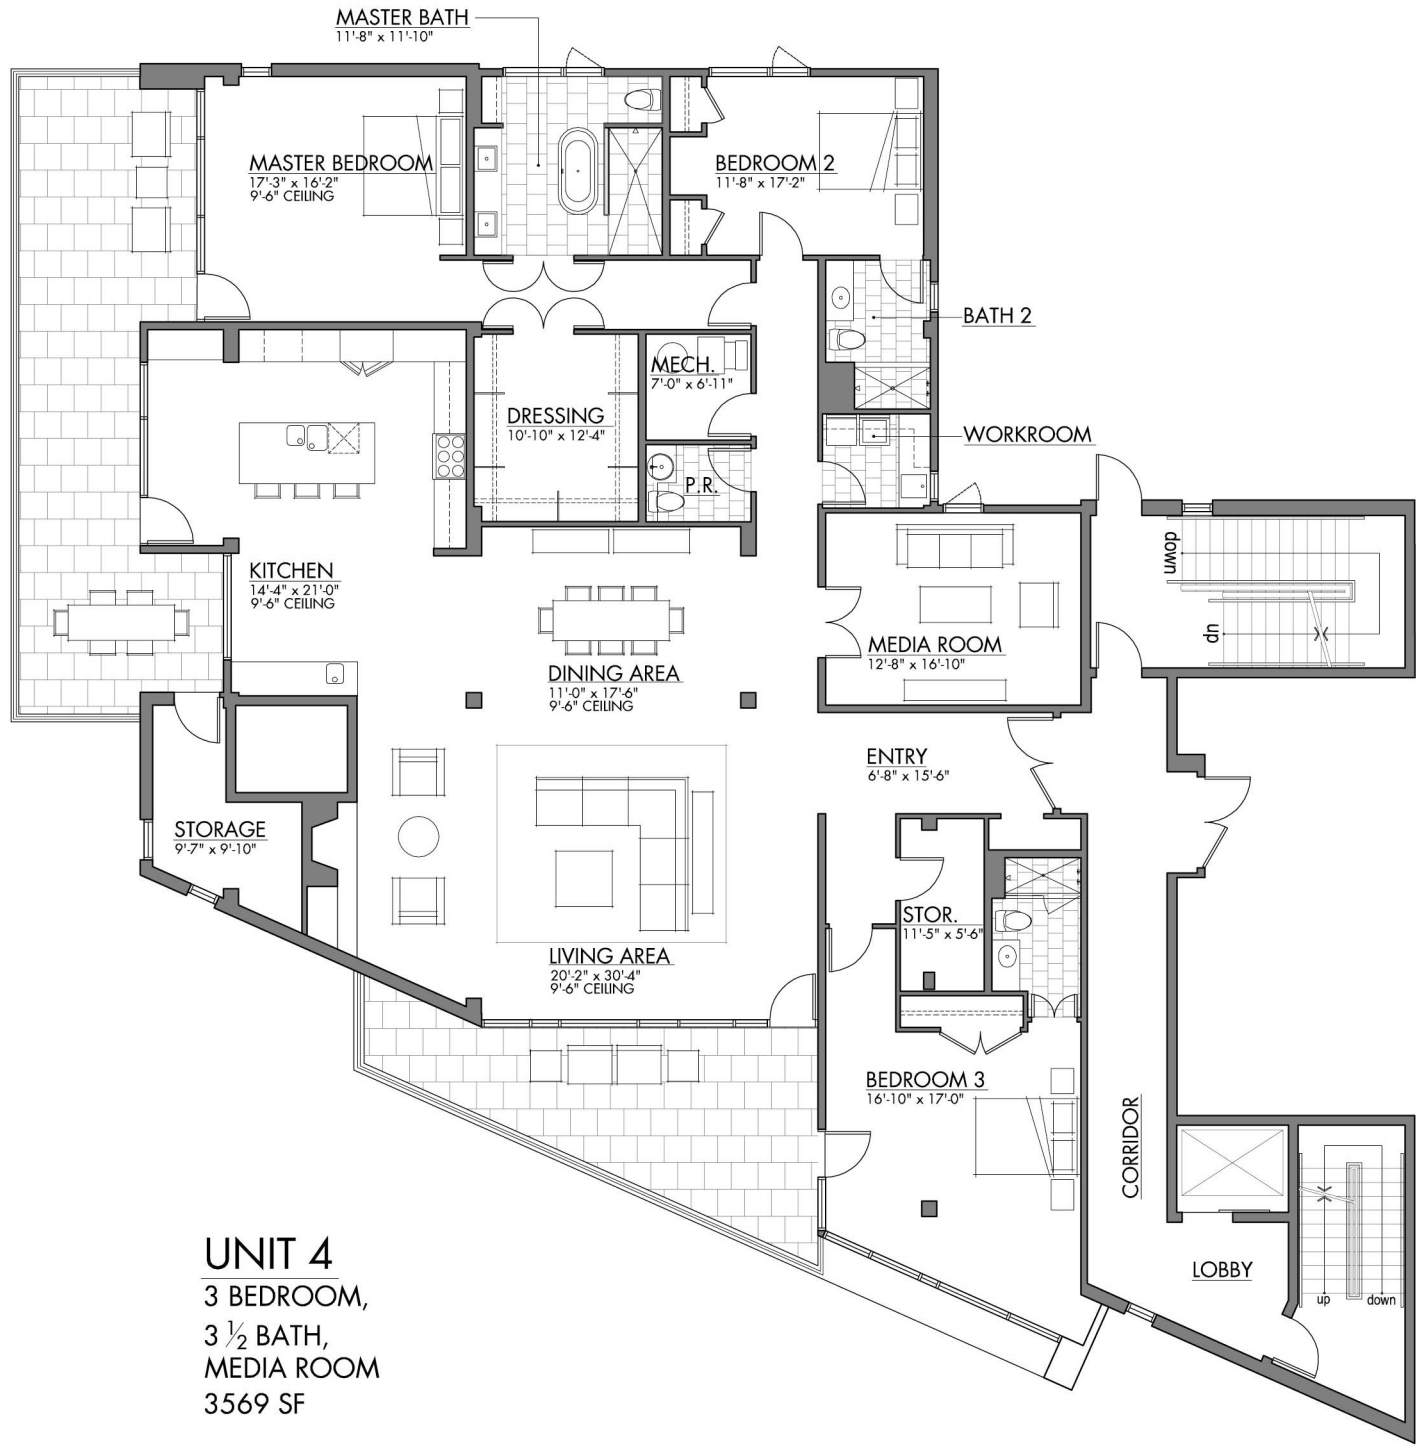 MASTER BATH
11'-8" x 11'-10"
MASTER BEDROOM
17'-3" x 16'-2"
9'-6" CEILING
BEDROOM 2
11'-8" x 17'-2"
BATH 2
MECH.
7'-0" x 6'-11"
DRESSING
10'-10" x 12'-4"
WORKROOM
P.R.
KITCHEN
14'-4" x 21'-0"
9'-6" CEILING
down
dn
up
MEDIA ROOM
12'-8" x 16'-10"
DINING AREA
11'-0" x 17'-6"
9'-6" CEILING
ENTRY
6'-8" x 15'-6"
STORAGE
9'-7" x 9'-10"
STOR.
11'-5" x 5'-6"
LIVING AREA
20'-2" x 30'-4"
9'-6" CEILING
BEDROOM 3
16'-10" x 17'-0"
CORRIDOR
LOBBY
up
down
UNIT 4
3 BEDROOM,
3 ½ BATH,
MEDIA ROOM
3569 SF